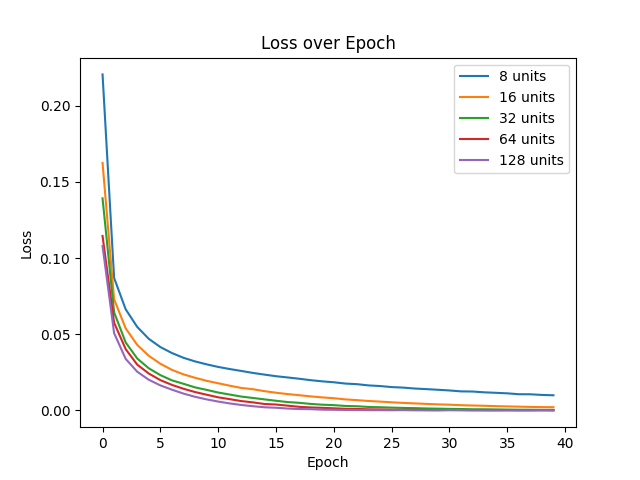 Loss over Epoch
8 units
16 units
32 units
64 units
128 units
0.20
0.15
0.10
0.05
0.00
Loss
0 5 10 15 20 25 30 35 40
Epoch